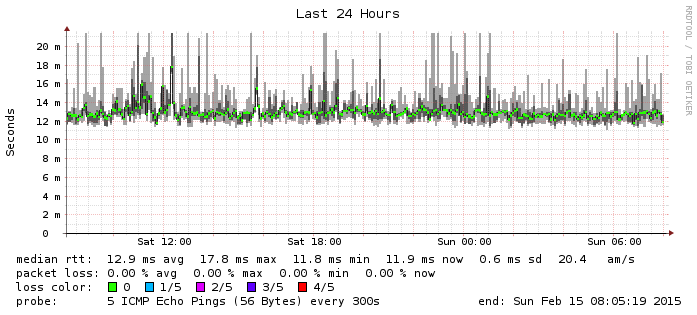 Last 24 Hours
RRDTOOL / TOBI OETIKER
Seconds
20 m
18 m
16 m
14 m
12 m
10 m
8 m
6 m
4 m
2 m
0
Sat 12:00 Sat 18:00 Sun 00:00 Sun 06:00
median rtt: 12.9 ms avg 17.8 ms max 11.8 ms min 11.9 ms now 0.6 ms sd 20.4 am/s
packet loss: 0.00 % avg 0.00 % max 0.00 % min 0.00 % now
loss color: 0 1/5 2/5 3/5 4/5
probe: 5 ICMP Echo Pings (56 Bytes) every 300s end: Sun Feb 15 08:05:19 2015